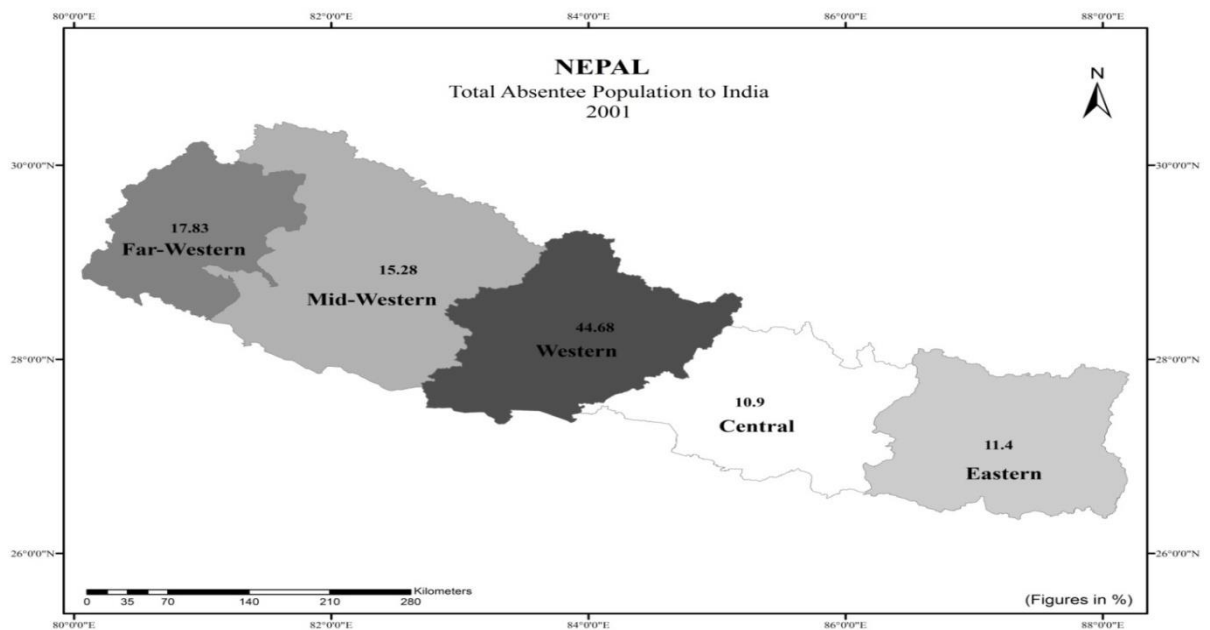 80°0'0"E 82°0'0"E 84°0'0"E 86°0'0"E 88°0'0"E
NEPAL
Total Absentee Population to India
2001
N
30°0'0"N 30°0'0"N
17.83
Far-Western
15.28
Mid-Western
44.68
Western
28°0'0"N 28°0'0"N
10.9
Central
11.4
Eastern
26°0'0"N 26°0'0"N
Kilometers
0 35 70 140 210 280
(Figures in %)
80°0'0"E 82°0'0"E 84°0'0"E 86°0'0"E 88°0'0"E